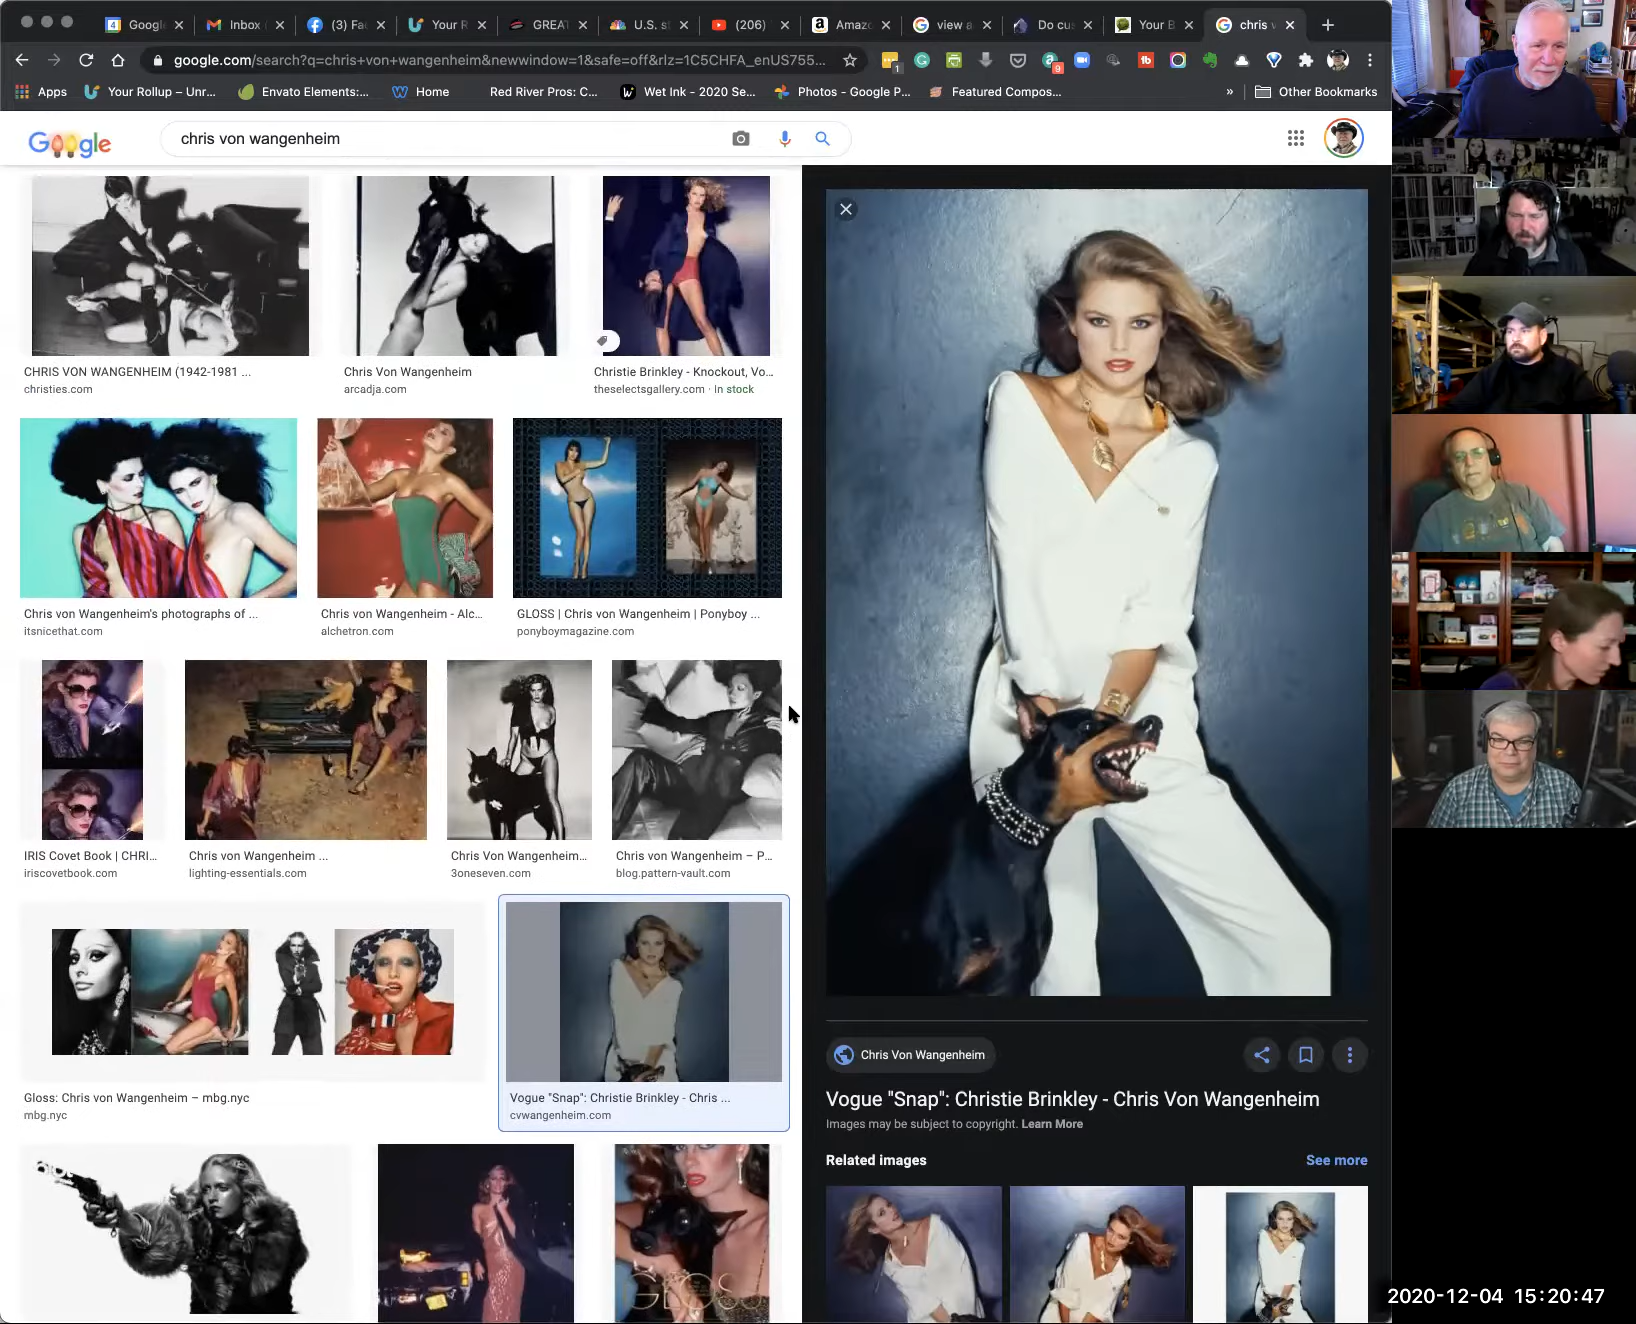 Google
Inbox
(3) Fa
Your R
GREAT
U.S. s
(206)
Amazo
view a
Do cu
Your B
chris v
google.com/search?q=chris+von+wangenheim&newwindow=1&safe=off&rlz=1C5CHFA_enUS755...
Apps
Your Rollup – Unr...
Envato Elements:...
Home
Red River Pros: C...
Wet Ink - 2020 Se...
Photos - Google P...
Featured Compos...
»
Other Bookmarks
Google
chris von wangenheim
CHRIS VON WANGENHEIM (1942-1981 ...
christies.com
Chris Von Wangenheim
arcadja.com
Christie Brinkley - Knockout, Vo...
theselectsgallery.com · In stock
Chris von Wangenheim's photographs of ...
itsnicethat.com
Chris von Wangenheim - Alc...
alchetron.com
GLOSS | Chris von Wangenheim | Ponyboy ...
ponyboymagazine.com
IRIS Covet Book | CHRI...
iriscovetbook.com
Chris von Wangenheim ...
lighting-essentials.com
Chris Von Wangenheim...
3oneseven.com
Chris von Wangenheim – P...
blog.pattern-vault.com
Gloss: Chris von Wangenheim – mbg.nyc
mbg.nyc
Vogue "Snap": Christie Brinkley - Chris ...
cvwangenheim.com
GLOSS
Chris Von Wangenheim
Vogue "Snap": Christie Brinkley - Chris Von Wangenheim
Images may be subject to copyright. Learn More
Related images
See more
2020-12-04 15:20:47